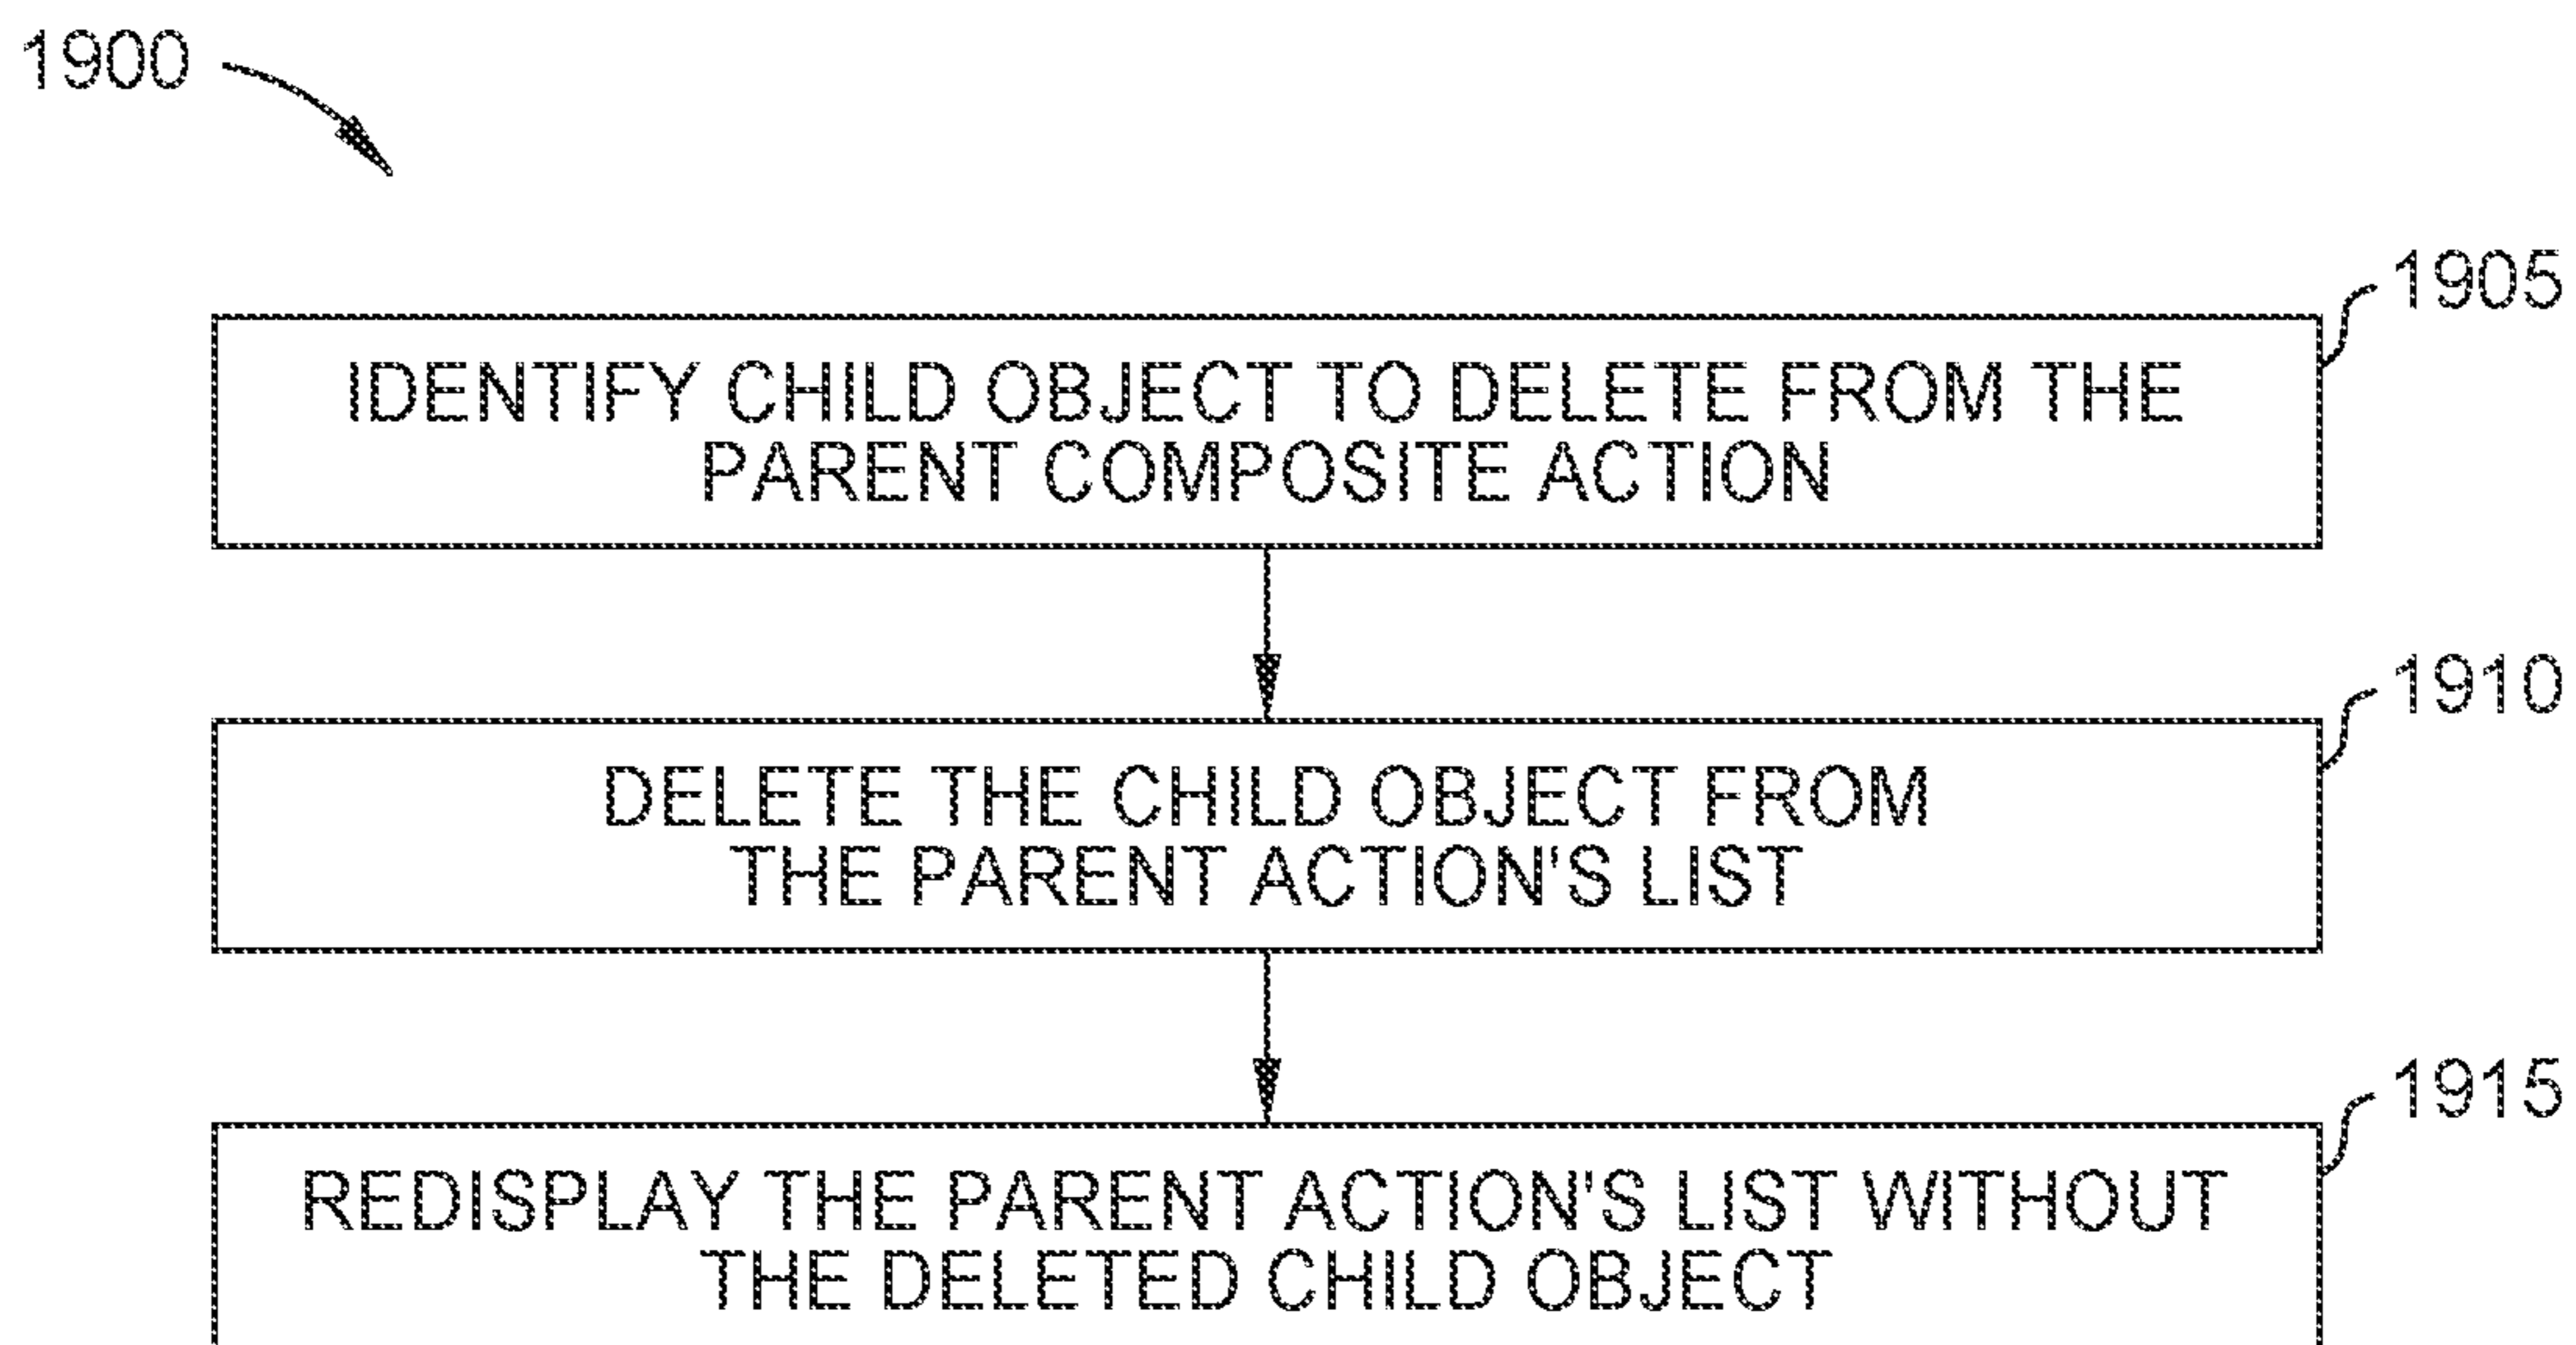 1900
1905
IDENTIFY CHILD OBJECT TO DELETE FROM THE
PARENT COMPOSITE ACTION
1910
DELETE THE CHILD OBJECT FROM
THE PARENT ACTION'S LIST
1915
REDISPLAY THE PARENT ACTION'S LIST WITHOUT
THE DELETED CHILD OBJECT